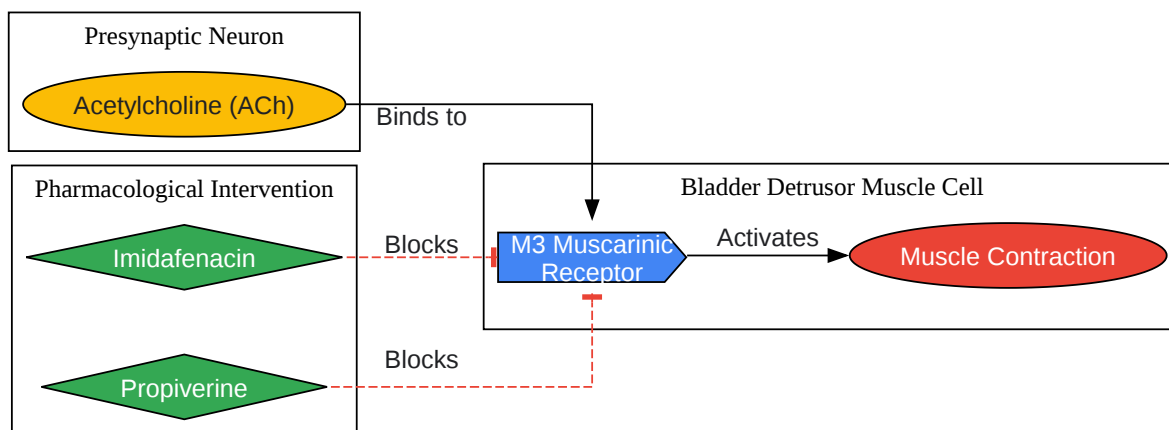 Presynaptic Neuron
Acetylcholine (ACh)
Binds to
Pharmacological Intervention
Imidafenacin
Blocks
Propiverine
Blocks
Bladder Detrusor Muscle Cell
M3 Muscarinic
Receptor
Activates
Muscle Contraction